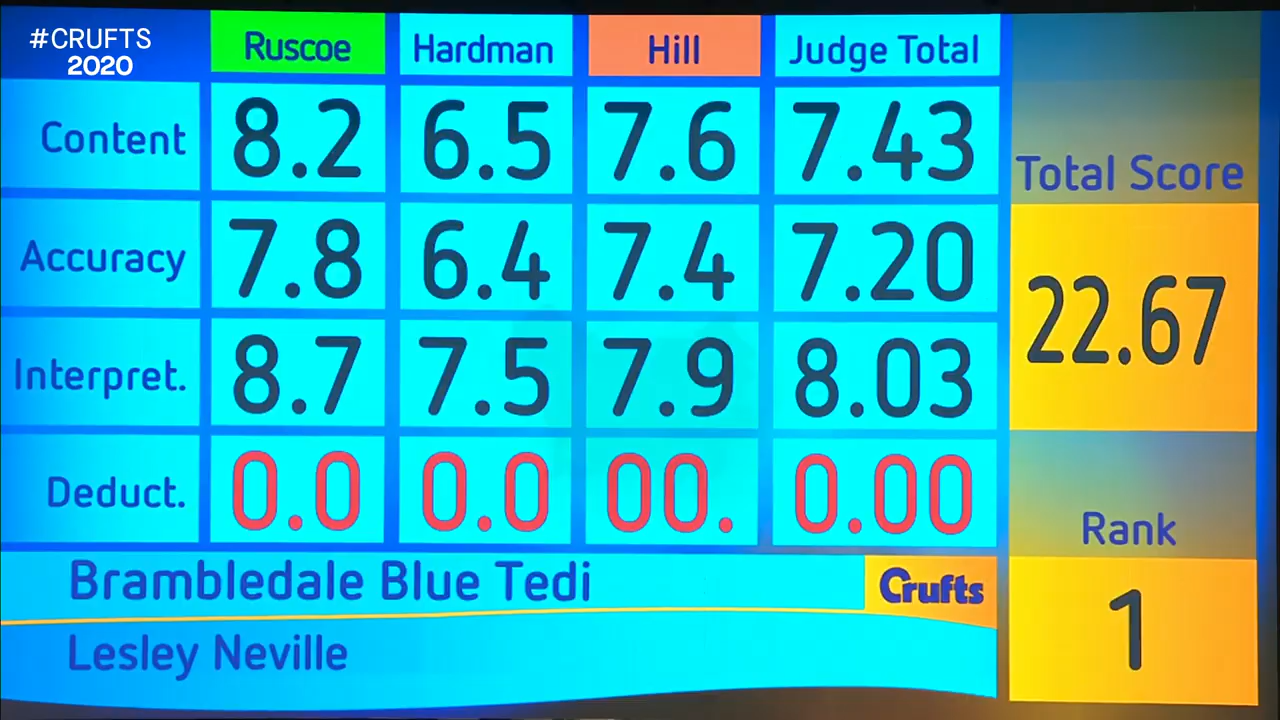 #CRUFTS
2020
Ruscoe Hardman Hill Judge Total
Content 8.2 6.5 7.6 7.43
Total Score
Accuracy 7.8 6.4 7.4 7.20
22.67
Interpret. 8.7 7.5 7.9 8.03
Deduct. 0.0 0.0 00. 0.00
Rank
1
Brambledale Blue Tedi
Crufts
Lesley Neville